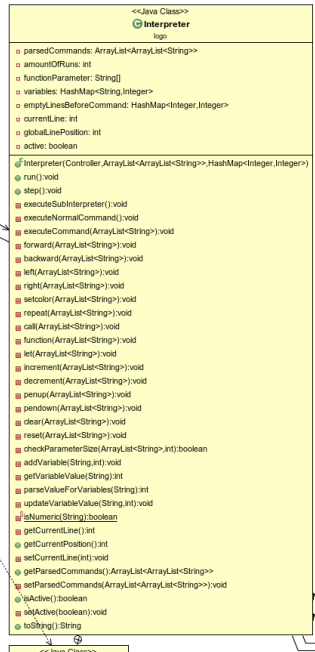 <<Java Class>>
Interpreter
logo
parsedCommands: ArrayList<ArrayList<String>>
amountOfRuns: int
functionParameter: String[]
variables: HashMap<String,Integer>
emptyLinesBeforeCommand: HashMap<Integer,Integer>
currentLine: int
globalLinePosition: int
active: boolean
Interpreter(Controller,ArrayList<ArrayList<String>>,HashMap<Integer,Integer>)
run():void
step():void
executeSubInterpreter():void
executeNormalCommand():void
executeCommand(ArrayList<String>):void
forward(ArrayList<String>):void
backward(ArrayList<String>):void
left(ArrayList<String>):void
right(ArrayList<String>):void
setcolor(ArrayList<String>):void
repeat(ArrayList<String>):void
call(ArrayList<String>):void
function(ArrayList<String>):void
let(ArrayList<String>):void
increment(ArrayList<String>):void
decrement(ArrayList<String>):void
penup(ArrayList<String>):void
pendown(ArrayList<String>):void
clear(ArrayList<String>):void
reset(ArrayList<String>):void
checkParameterSize(ArrayList<String>,int):boolean
addVariable(String,int):void
getVariableValue(String):int
parseValueForVariables(String):int
updateVariableValue(String,int):void
isNumeric(String):boolean
getCurrentLine():int
getCurrentPosition():int
setCurrentLine(int):void
getParsedCommands():ArrayList<ArrayList<String>>
setParsedCommands(ArrayList<ArrayList<String>>):void
isActive():boolean
setActive(boolean):void
toString():String
<<Java Class>>